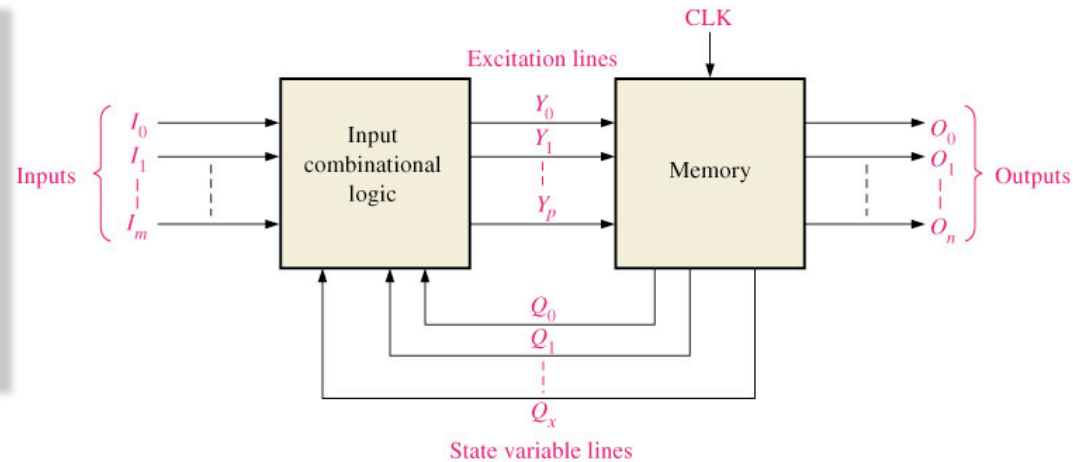 CLK
Excitation lines
Inputs
I₀
I₁
Iₘ
Input
combinational
logic
Y₀
Y₁
Yₚ
Memory
O₀
O₁
Oₙ
Outputs
Q₀
Q₁
Qₓ
State variable lines